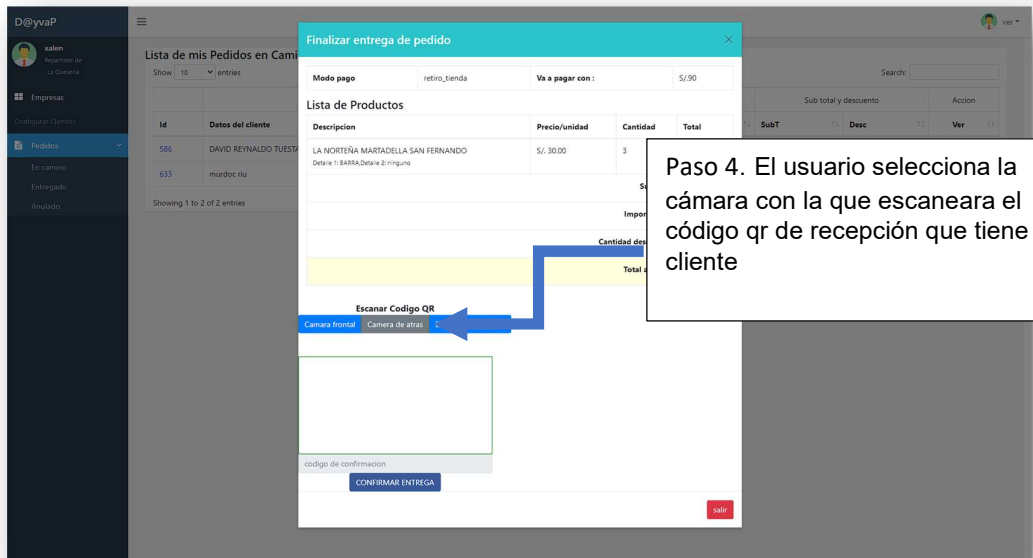 D@yvaP
ver
xalen
Repartidor de
La Quesería
Empresas
Configurar Clientes
Pedidos
En camino
Entregado
Anulado
Lista de mis Pedidos en Cami
Show 10 entries
Search:
Sub total y descuento
Accion
Id
Datos del cliente
SubT
Desc
Ver
586
DAVID REYNALDO TUESTA
633
murdoc riu
Showing 1 to 2 of 2 entries
Finalizar entrega de pedido
Modo pago
retiro_tienda
Va a pagar con :
S/.90
Lista de Productos
Descripcion
Precio/unidad
Cantidad
Total
LA NORTEÑA MARTADELLA SAN FERNANDO
S/. 30.00
3
Detalle 1: BARRA,Detalle 2: ninguno
Impor
Cantidad des
Total a
Escanar Codigo QR
Camara frontal
Camera de atras
codigo de confirmacion
CONFIRMAR ENTREGA
salir
Paso 4. El usuario selecciona la
cámara con la que escaneara el
código qr de recepción que tiene
cliente